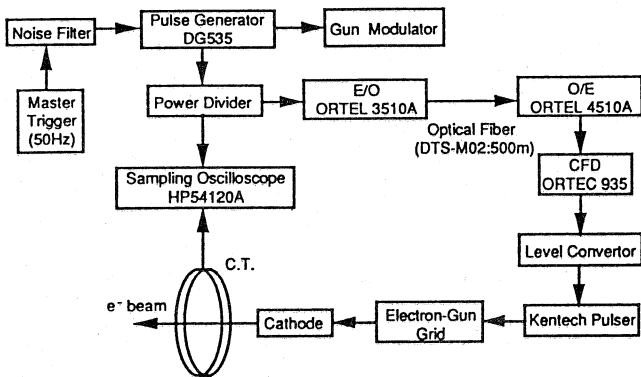 Noise Filter
Pulse Generator
DG535
Gun Modulator
Master
Trigger
(50Hz)
Power Divider
E/O
ORTEL 3510A
O/E
ORTEL 4510A
Optical Fiber
(DTS-M02:500m)
Sampling Oscilloscope
HP54120A
CFD
ORTEC 935
C.T.
Level Convertor
e⁻ beam
Cathode
Electron-Gun
Grid
Kentech Pulser